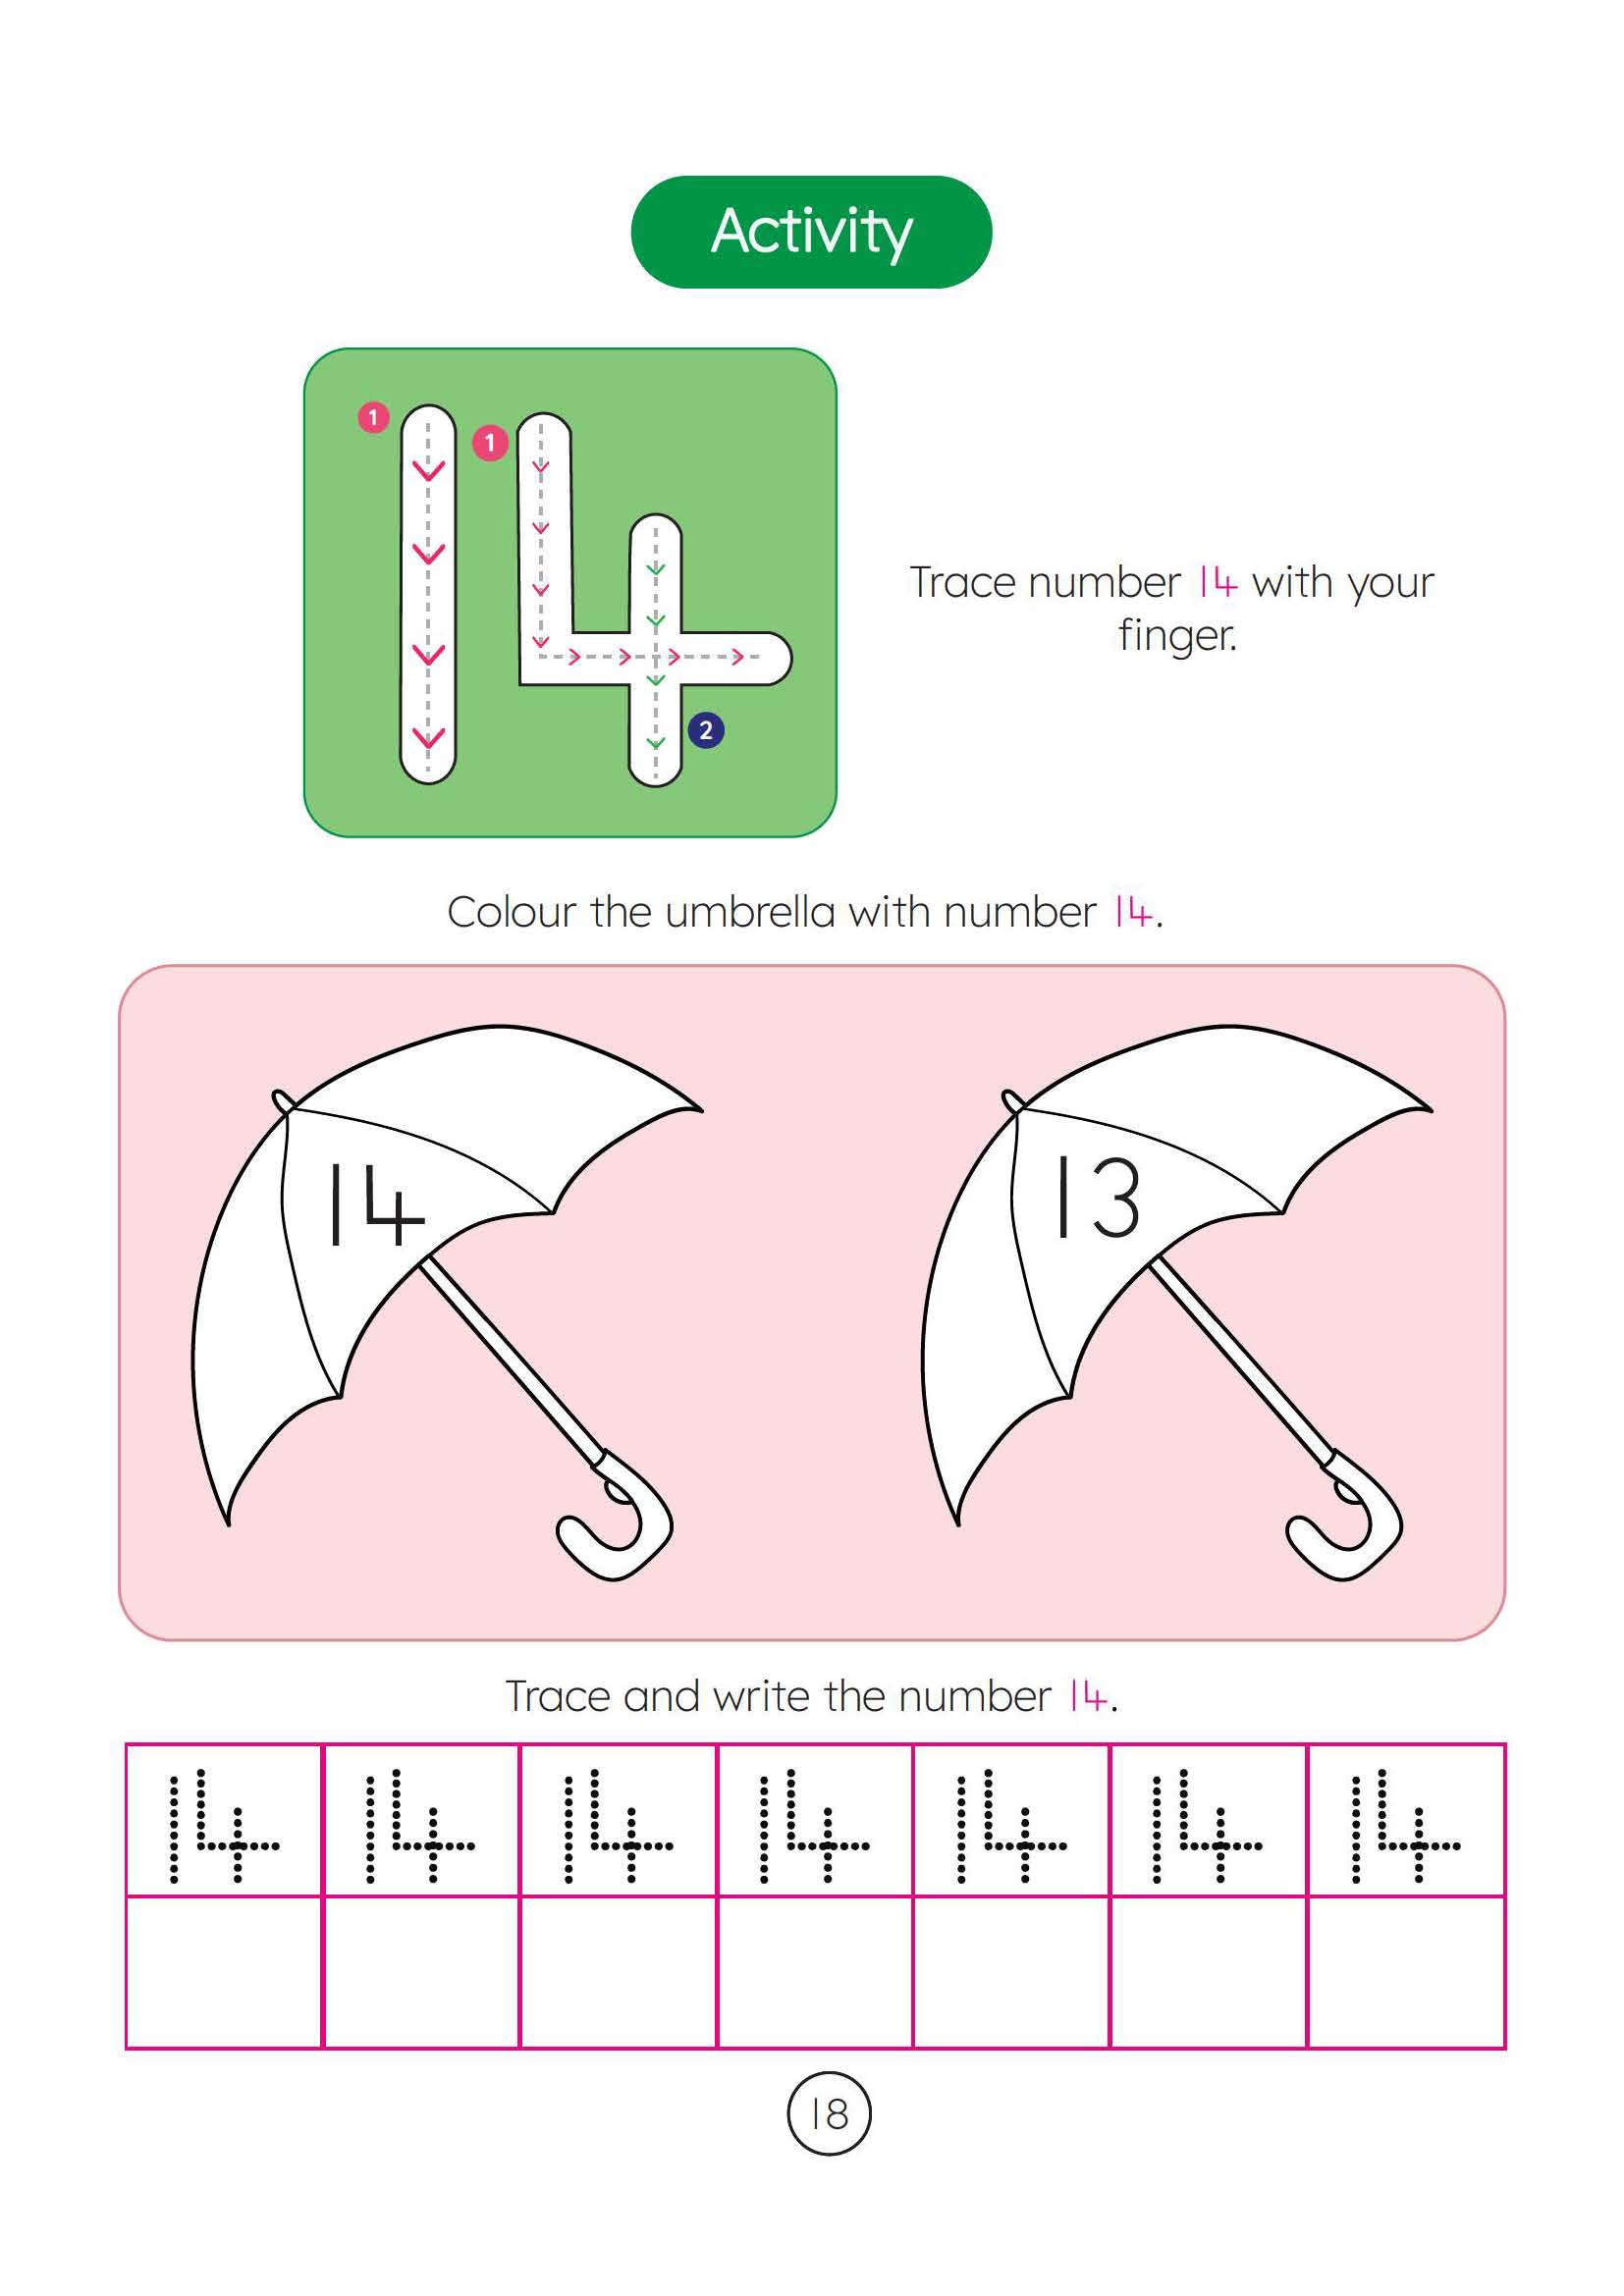 Activity
1 1
14
2
Trace number 14 with your
finger.
Colour the umbrella with number 14.
14 13
Trace and write the number 14.
14 14 14 14 14 14 14
18